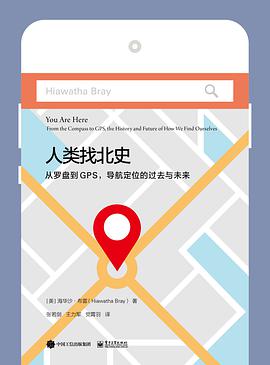 Hiawatha Bray
You Are Here
From the Compass to GPS, the History and Future of How We Find Ourselves
人类找北史
从罗盘到GPS，导航定位的过去与未来
[美] 海华沙·布雷（Hiawatha Bray） 著
张若剑 王力军 党霄羽 译
中国工信出版集团 电子工业出版社